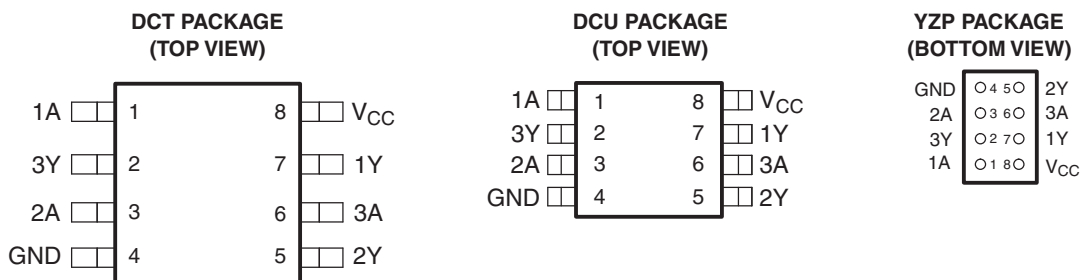 DCT PACKAGE
(TOP VIEW)
1A 1 8 VCC
3Y 2 7 1Y
2A 3 6 3A
GND 4 5 2Y
DCU PACKAGE
(TOP VIEW)
1A 1 8 VCC
3Y 2 7 1Y
2A 3 6 3A
GND 4 5 2Y
YZP PACKAGE
(BOTTOM VIEW)
GND 4 5 2Y
2A 3 6 3A
3Y 2 7 1Y
1A 1 8 VCC